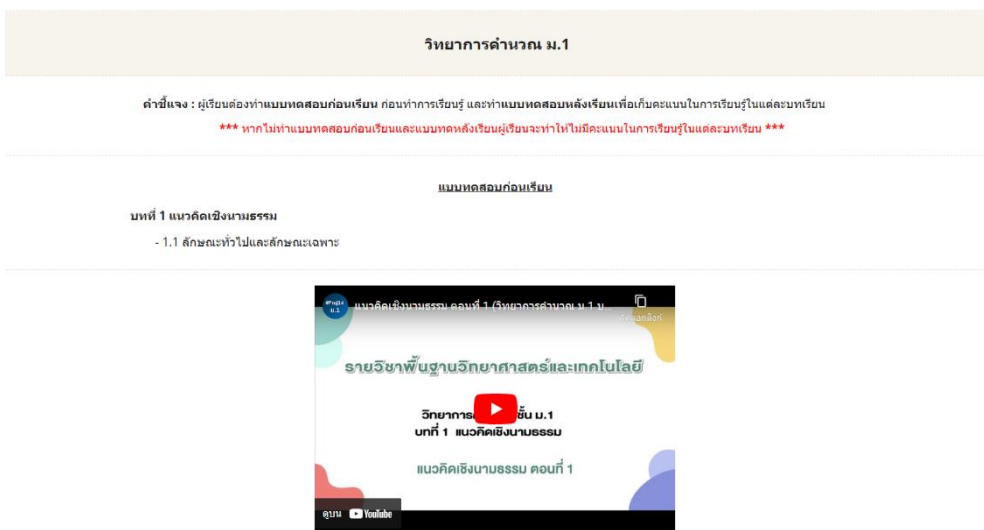 วิทยาการคำนวณ ม.1
คำชี้แจง : ผู้เรียนต้องทำแบบทดสอบก่อนเรียน ก่อนทำการเรียนรู้ และทำแบบทดสอบหลังเรียนเพื่อเก็บคะแนนในการเรียนรู้ในแต่ละบทเรียน
*** หากไม่ทำแบบทดสอบก่อนเรียนและแบบทดหลังเรียนผู้เรียนจะทำให้ไม่มีคะแนนในการเรียนรู้ในแต่ละบทเรียน ***
แบบทดสอบก่อนเรียน
บทที่ 1 แนวคิดเชิงนามธรรม
- 1.1 ลักษณะทั่วไปและลักษณะเฉพาะ
ม.1
แนวคิดเชิงนามธรรม ตอนที่ 1 (วิทยาการคำนวณ ม.1 บ...
คัดลอกลิงก์
รายวิชาพื้นฐานวิทยาศาสตร์และเทคโนโลยี
วิทยาการ ชั้น ม.1
บทที่ 1 แนวคิดเชิงนามธรรม
แนวคิดเชิงนามธรรม ตอนที่ 1
ดูบน YouTube